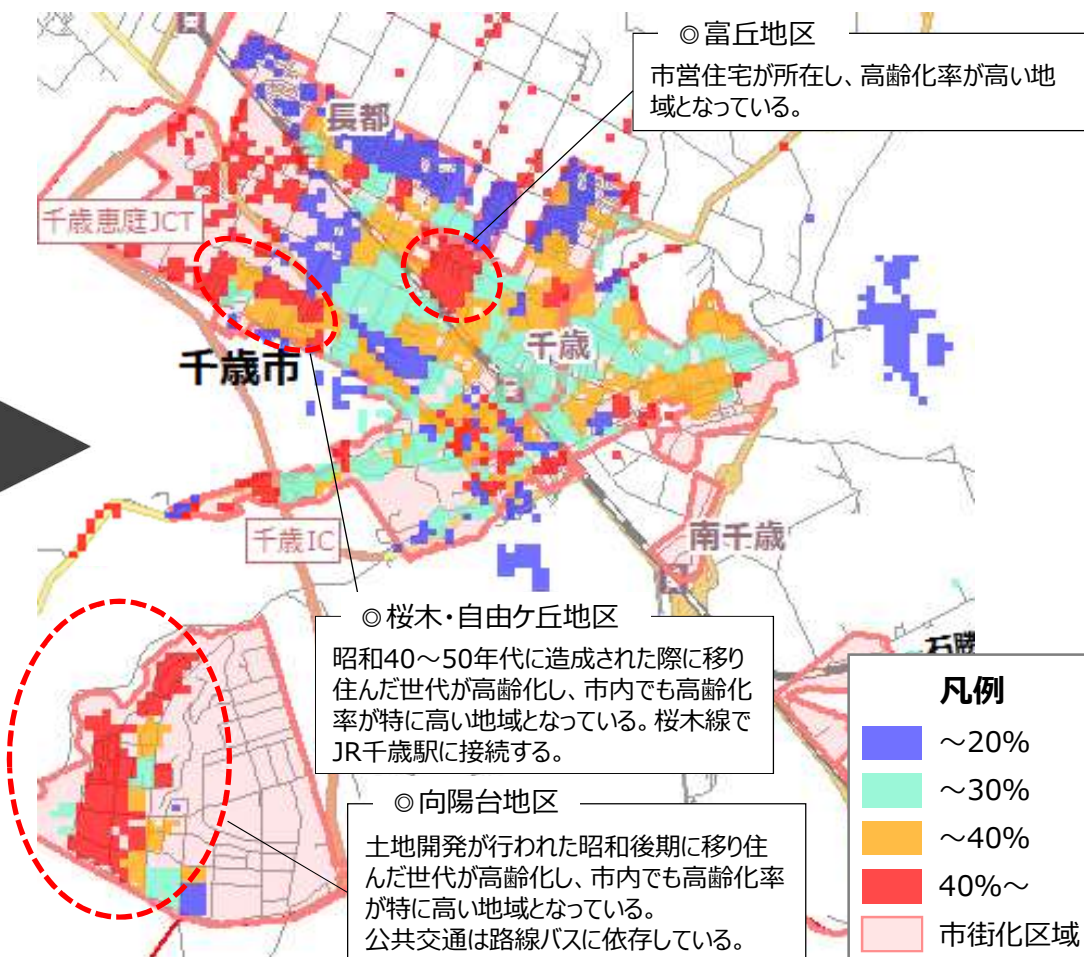 ◎富丘地区
市営住宅が所在し、高齢化率が高い地
域となっている。
長都
千歳恵庭JCT
千歳市
千歳
千歳IC
南千歳
◎桜木・自由ケ丘地区
昭和40～50年代に造成された際に移り
住んだ世代が高齢化し、市内でも高齢化
率が特に高い地域となっている。桜木線で
JR千歳駅に接続する。
◎向陽台地区
土地開発が行われた昭和後期に移り住
んだ世代が高齢化し、市内でも高齢化率
が特に高い地域となっている。
公共交通は路線バスに依存している。
石勝
凡例
～20%
～30%
～40%
40%～
市街化区域